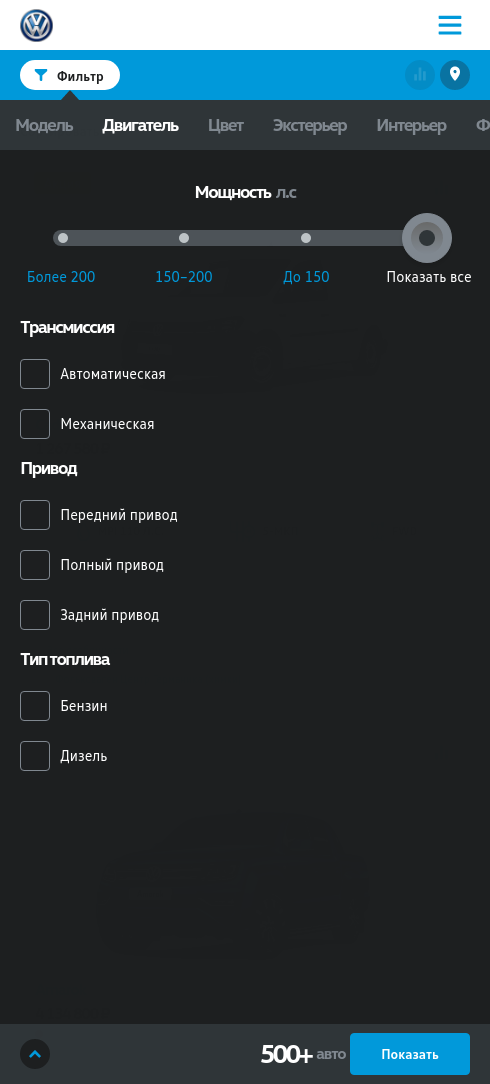 Фильтр
Модель Двигатель Цвет Экстерьер Интерьер Ф
Мощность л.с
Более 200 150–200 До 150 Показать все
Трансмиссия
Автоматическая
Механическая
Привод
Передний привод
Полный привод
Задний привод
Тип топлива
Бензин
Дизель
500+ авто Показать